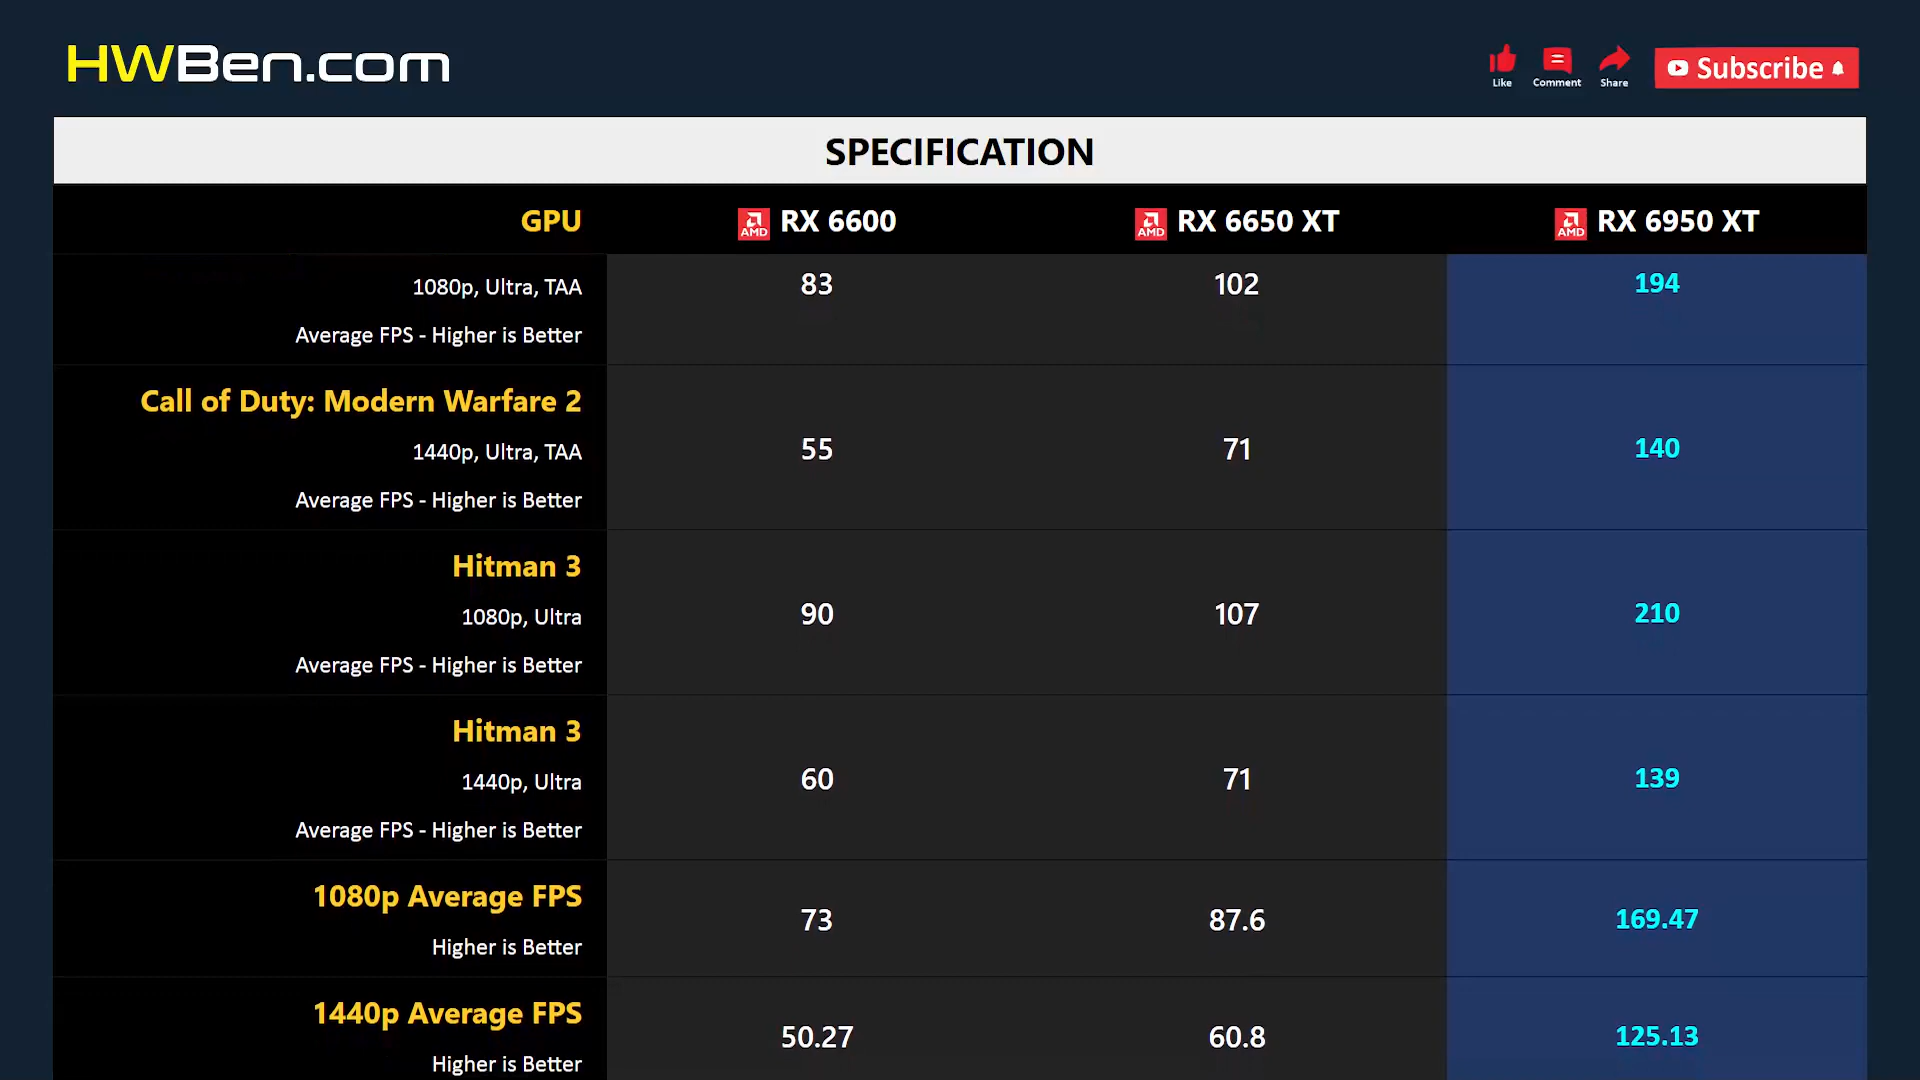 HWBen.com
Like
Comment
Share
Subscribe
SPECIFICATION
GPU AMD RX 6600 AMD RX 6650 XT AMD RX 6950 XT
1080p, Ultra, TAA 83 102 194
Average FPS - Higher is Better
Call of Duty: Modern Warfare 2
1440p, Ultra, TAA 55 71 140
Average FPS - Higher is Better
Hitman 3
1080p, Ultra 90 107 210
Average FPS - Higher is Better
Hitman 3
1440p, Ultra 60 71 139
Average FPS - Higher is Better
1080p Average FPS 73 87.6 169.47
Higher is Better
1440p Average FPS 50.27 60.8 125.13
Higher is Better